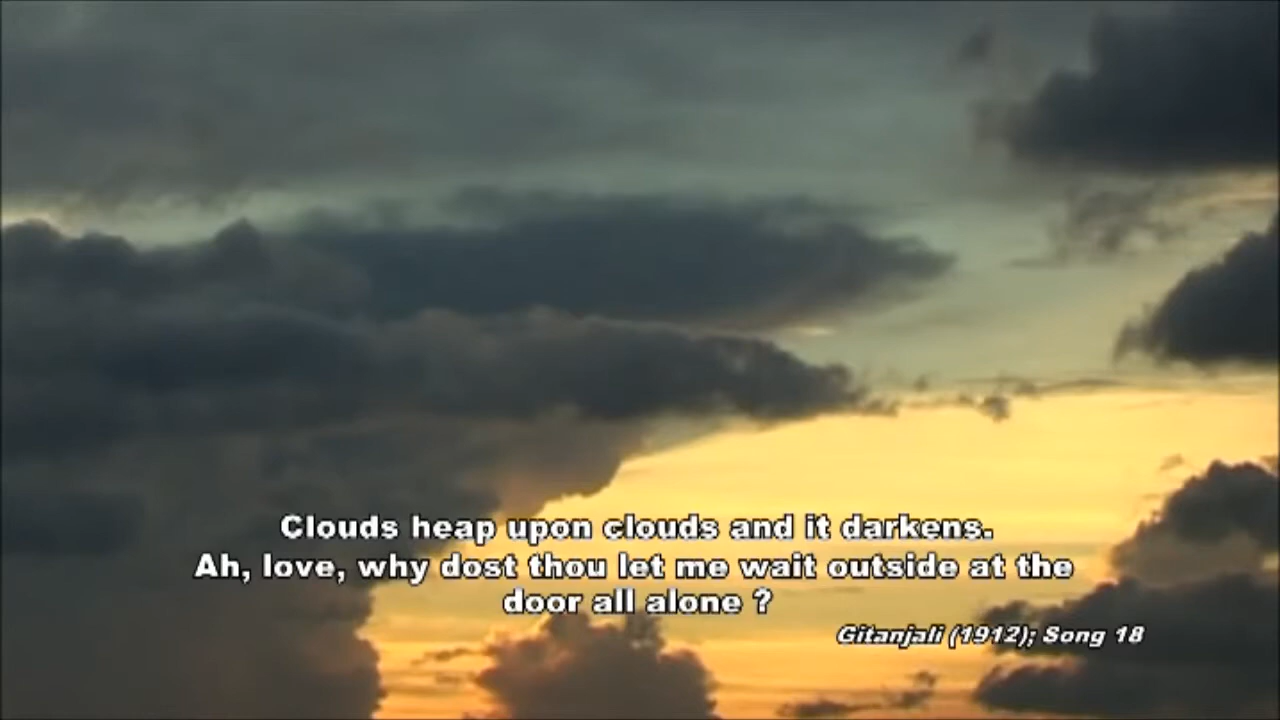 Clouds heap upon clouds and it darkens.
Ah, love, why dost thou let me wait outside at the
door all alone ?
Gitanjali (1912); Song 18